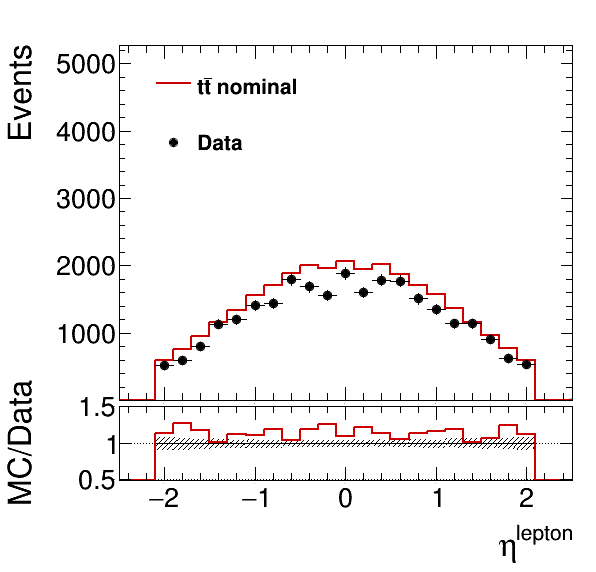 Events
5000
4000
3000
2000
1000
tt̄ nominal
Data
MC/Data
1.5
1
0.5
−2 −1 0 1 2
η^lepton